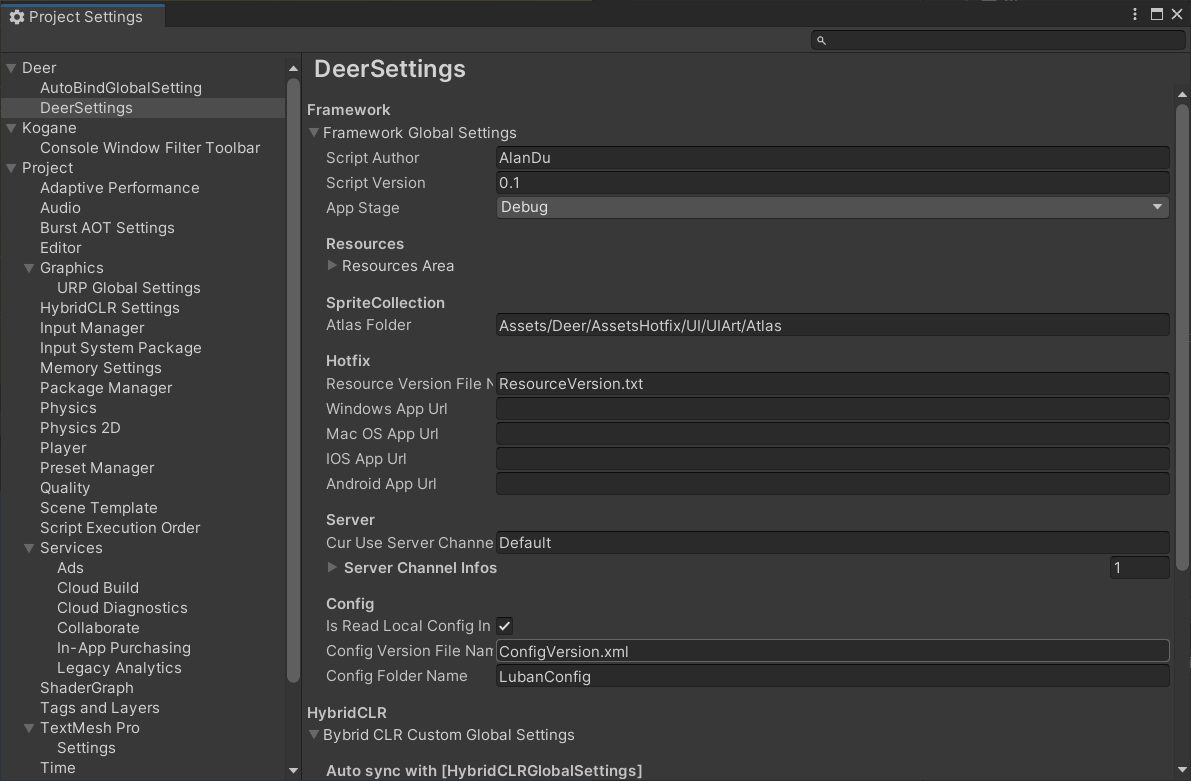 Project Settings
Deer
AutoBindGlobalSetting
DeerSettings
Kogane
Console Window Filter Toolbar
Project
Adaptive Performance
Audio
Burst AOT Settings
Editor
Graphics
URP Global Settings
HybridCLR Settings
Input Manager
Input System Package
Memory Settings
Package Manager
Physics
Physics 2D
Player
Preset Manager
Quality
Scene Template
Script Execution Order
Services
Ads
Cloud Build
Cloud Diagnostics
Collaborate
In-App Purchasing
Legacy Analytics
ShaderGraph
Tags and Layers
TextMesh Pro
Settings
Time
DeerSettings
Framework
Framework Global Settings
Script Author AlanDu
Script Version 0.1
App Stage Debug
Resources
Resources Area
SpriteCollection
Atlas Folder Assets/Deer/AssetsHotfix/UI/UIArt/Atlas
Hotfix
Resource Version File N ResourceVersion.txt
Windows App Url
Mac OS App Url
IOS App Url
Android App Url
Server
Cur Use Server Channe Default
Server Channel Infos 1
Config
Is Read Local Config In
Config Version File Nam ConfigVersion.xml
Config Folder Name LubanConfig
HybridCLR
Bybrid CLR Custom Global Settings
Auto sync with [HybridCLRGlobalSettings]